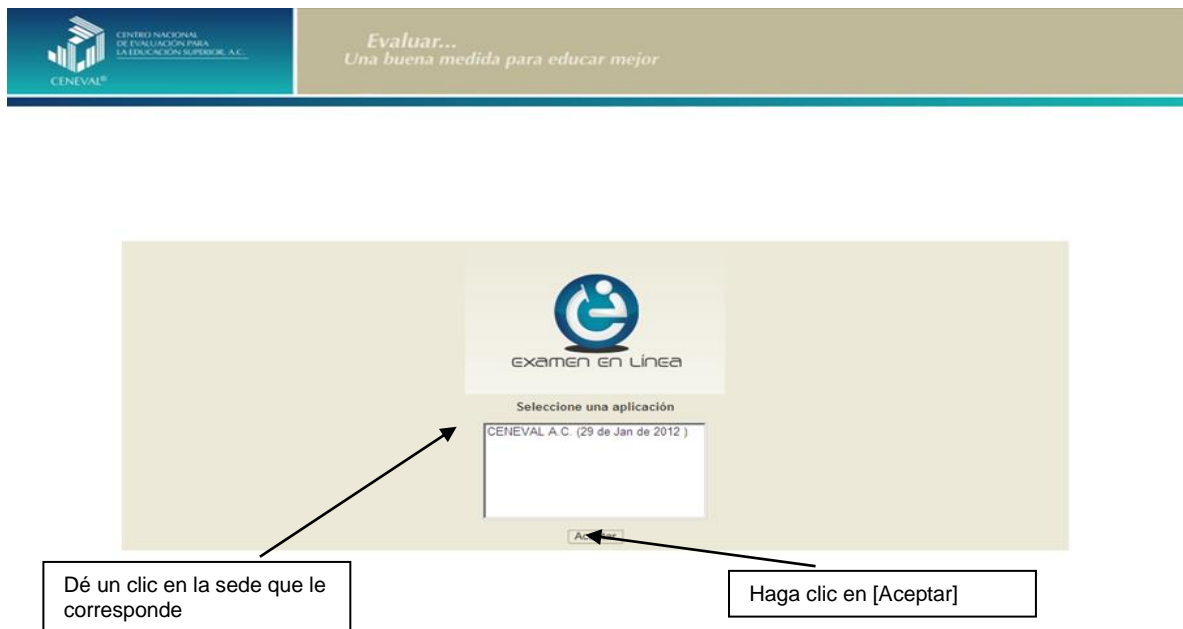 CENTRO NACIONAL
DE EVALUACIÓN PARA
LA EDUCACIÓN SUPERIOR, A.C.
CENEVAL®
Evaluar...
Una buena medida para educar mejor
examen en Línea
Seleccione una aplicación
CENEVAL A.C. (29 de Jan de 2012 )
Aceptar
Dé un clic en la sede que le
corresponde
Haga clic en [Aceptar]